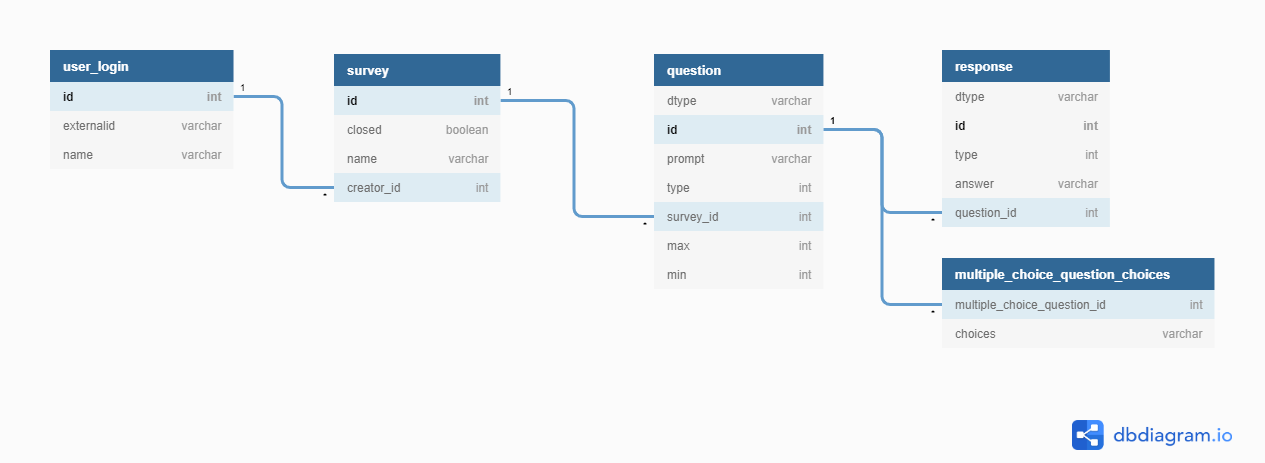 user_login
id int
externalid varchar
name varchar
1
*
survey
id int
closed boolean
name varchar
creator_id int
1
*
question
dtype varchar
id int
prompt varchar
type int
survey_id int
max int
min int
1
*
*
response
dtype varchar
id int
type int
answer varchar
question_id int
multiple_choice_question_choices
multiple_choice_question_id int
choices varchar
dbdiagram.io